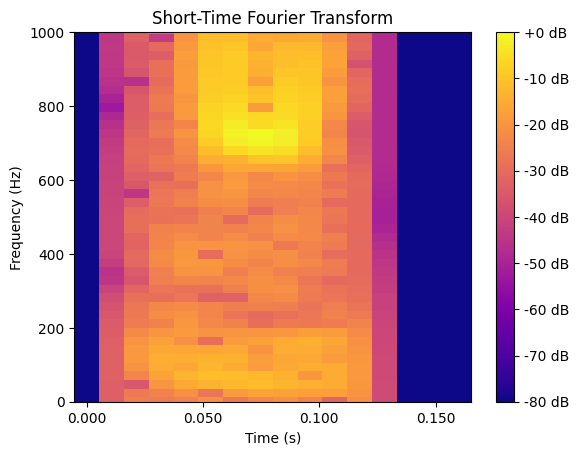 Short-Time Fourier Transform
Frequency (Hz)
1000
800
600
400
200
0
0.000
0.050
0.100
0.150
Time (s)
+0 dB
-10 dB
-20 dB
-30 dB
-40 dB
-50 dB
-60 dB
-70 dB
-80 dB